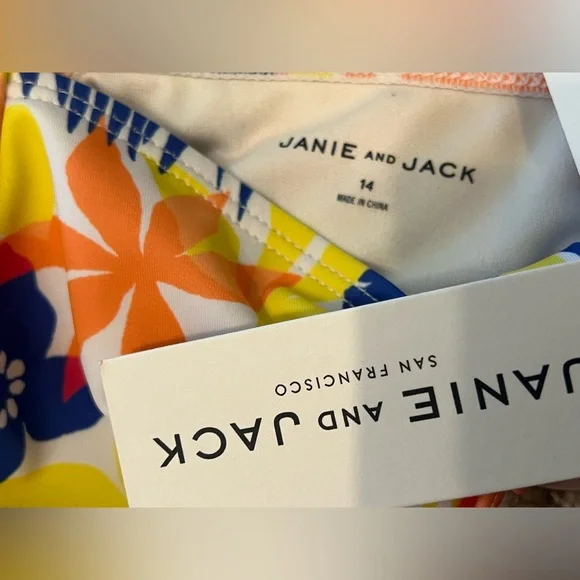 JANIE AND JACK
14
MADE IN CHINA
JANIE AND JACK
SAN FRANCISCO